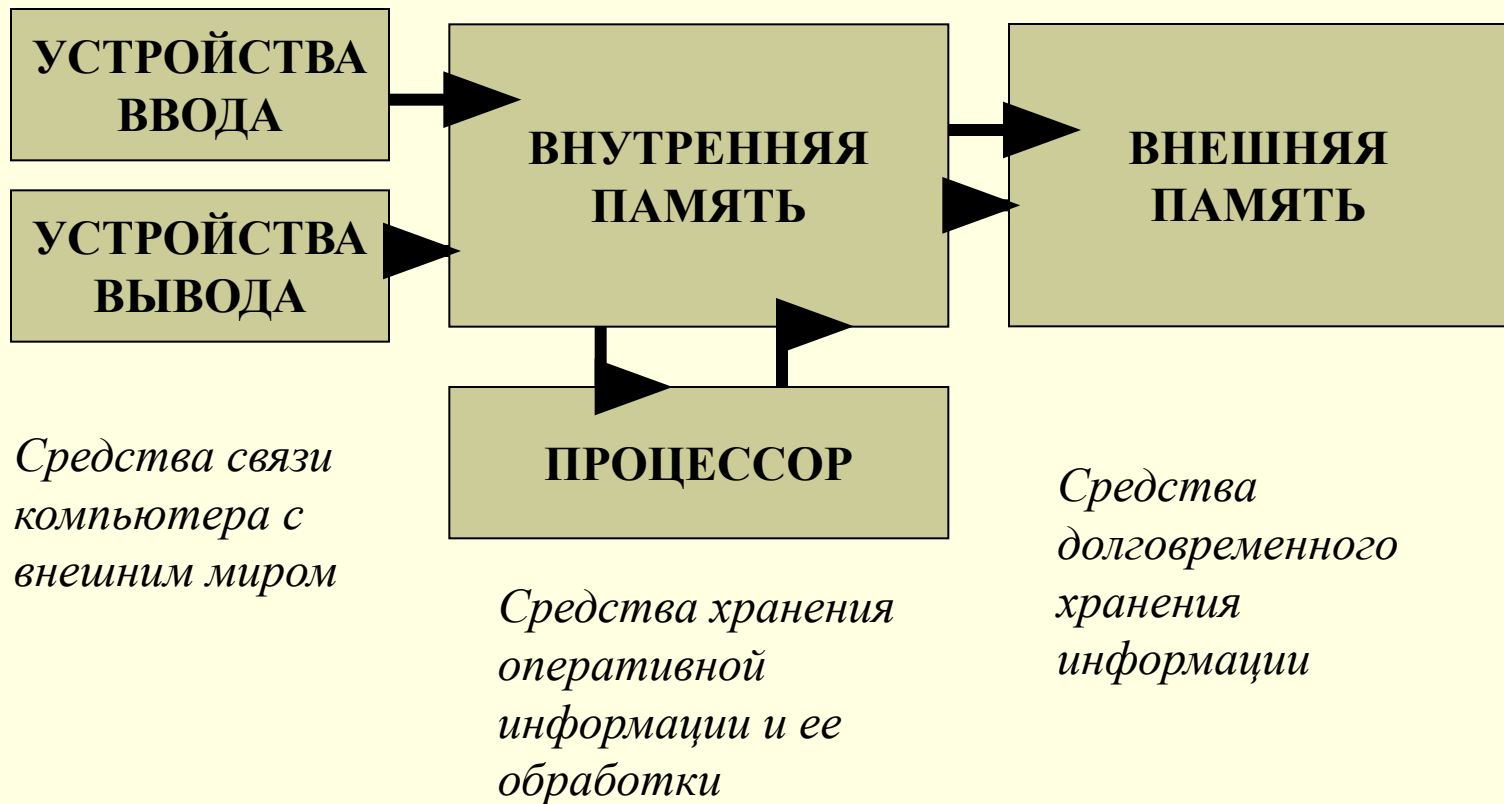 УСТРОЙСТВА
ВВОДА
УСТРОЙСТВА
ВЫВОДА
ВНУТРЕННЯЯ
ПАМЯТЬ
ВНЕШНЯЯ
ПАМЯТЬ
ПРОЦЕССОР
Средства связи
компьютера с
внешним миром
Средства хранения
оперативной
информации и ее
обработки
Средства
долговременного
хранения
информации